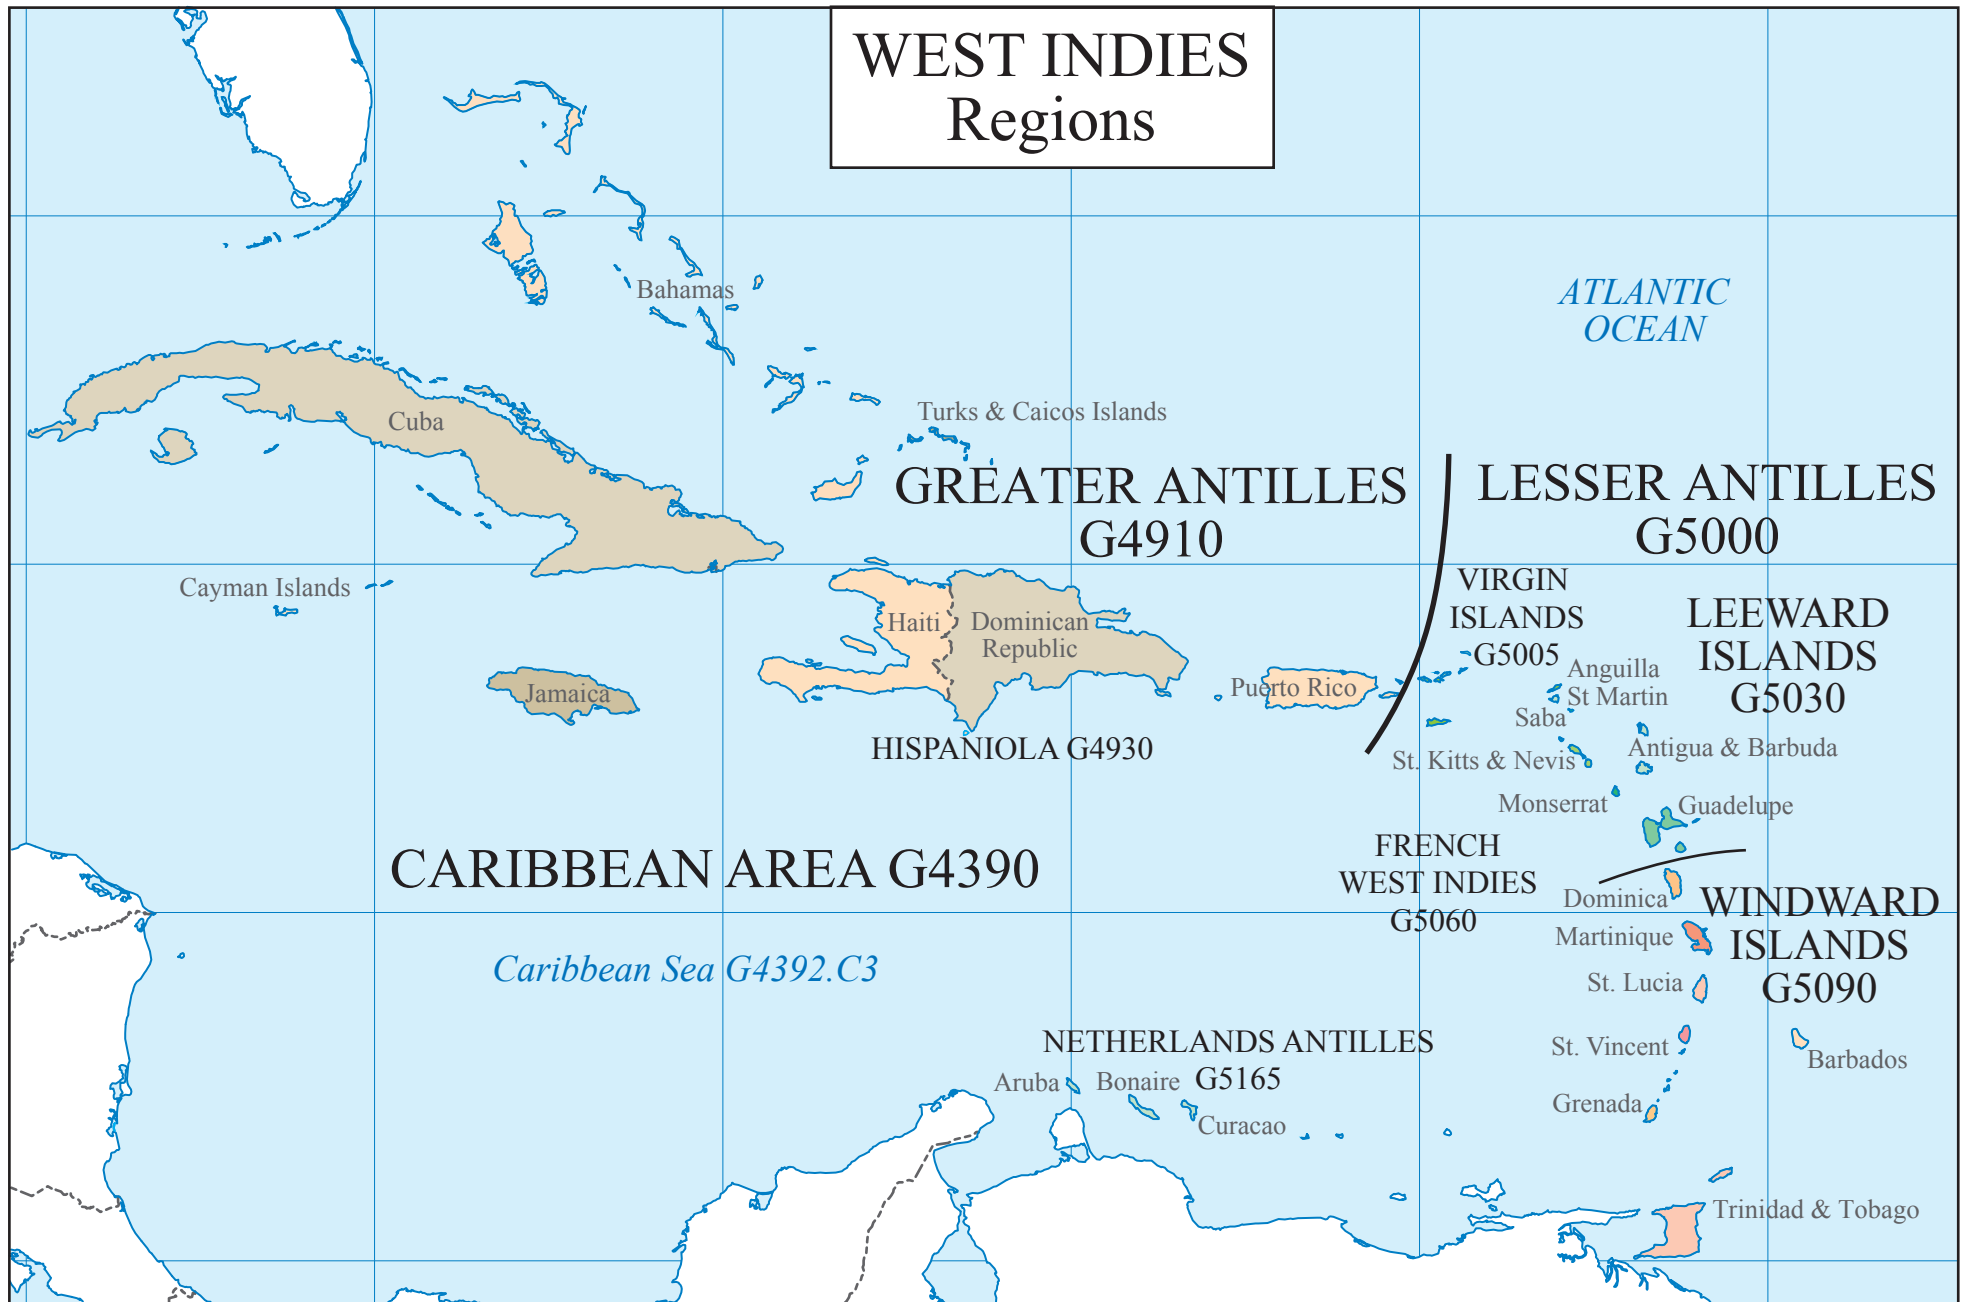 WEST INDIES
Regions
ATLANTIC
OCEAN
Bahamas
Cuba
Turks & Caicos Islands
GREATER ANTILLES
G4910
LESSER ANTILLES
G5000
Cayman Islands
VIRGIN
ISLANDS
G5005
LEEWARD
ISLANDS
G5030
Haiti
Dominican
Republic
Jamaica
Puerto Rico
Anguilla
St Martin
Saba
HISPANIOLA G4930
St. Kitts & Nevis
Antigua & Barbuda
Monserrat
Guadelupe
FRENCH
WEST INDIES
G5060
CARIBBEAN AREA G4390
Dominica
WINDWARD
ISLANDS
G5090
Martinique
Caribbean Sea G4392.C3
St. Lucia
NETHERLANDS ANTILLES
G5165
St. Vincent
Barbados
Aruba
Bonaire
Curacao
Grenada
Trinidad & Tobago